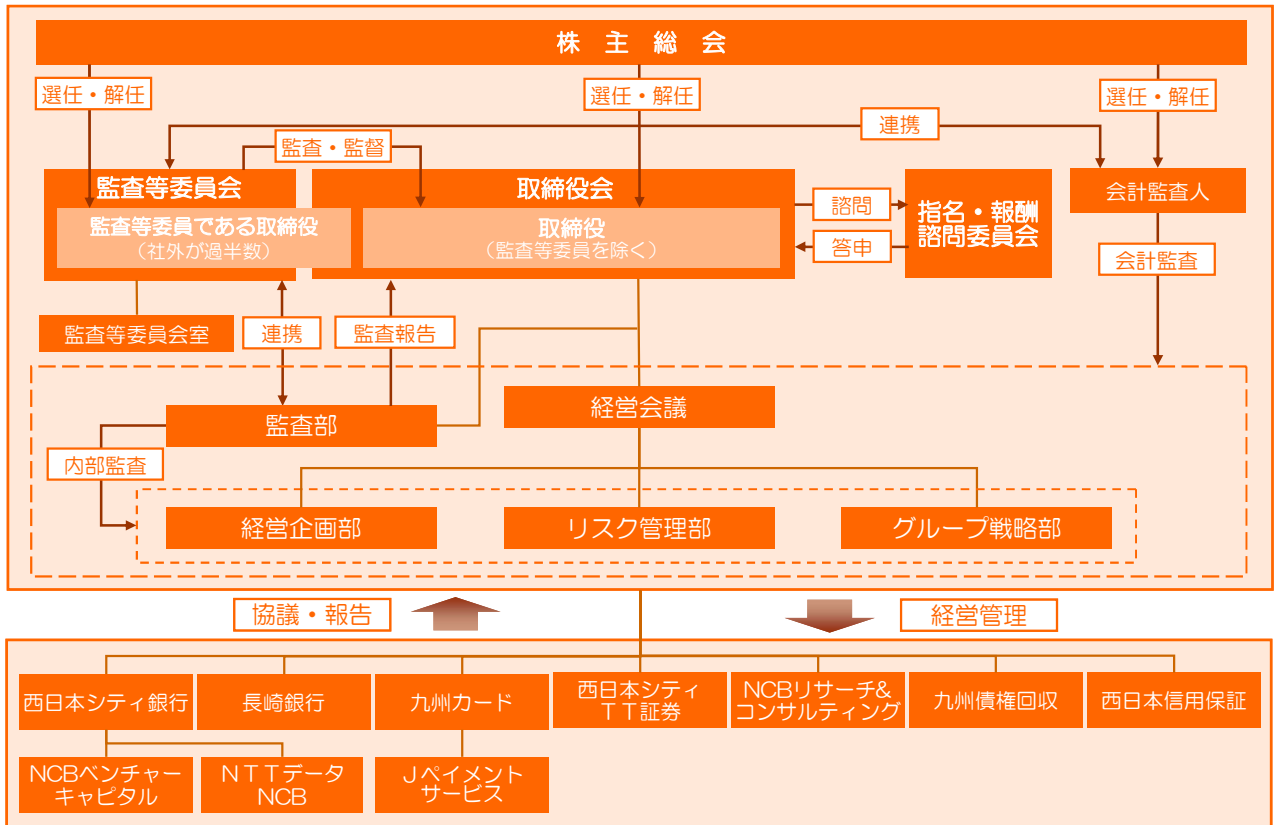 株主総会
選任・解任
選任・解任
選任・解任
連携
監査・監督
監査等委員会
監査等委員である取締役
（社外が過半数）
取締役会
取締役
（監査等委員を除く）
諮問
答申
指名・報酬
諮問委員会
会計監査人
会計監査
監査等委員会室
連携
監査報告
監査部
経営会議
内部監査
経営企画部
リスク管理部
グループ戦略部
協議・報告
経営管理
西日本シティ銀行
長崎銀行
九州カード
西日本シティ
ＴＴ証券
NCBリサーチ&
コンサルティング
九州債権回収
西日本信用保証
NCBベンチャー
キャピタル
ＮＴＴデータ
NCB
Ｊペイメント
サービス